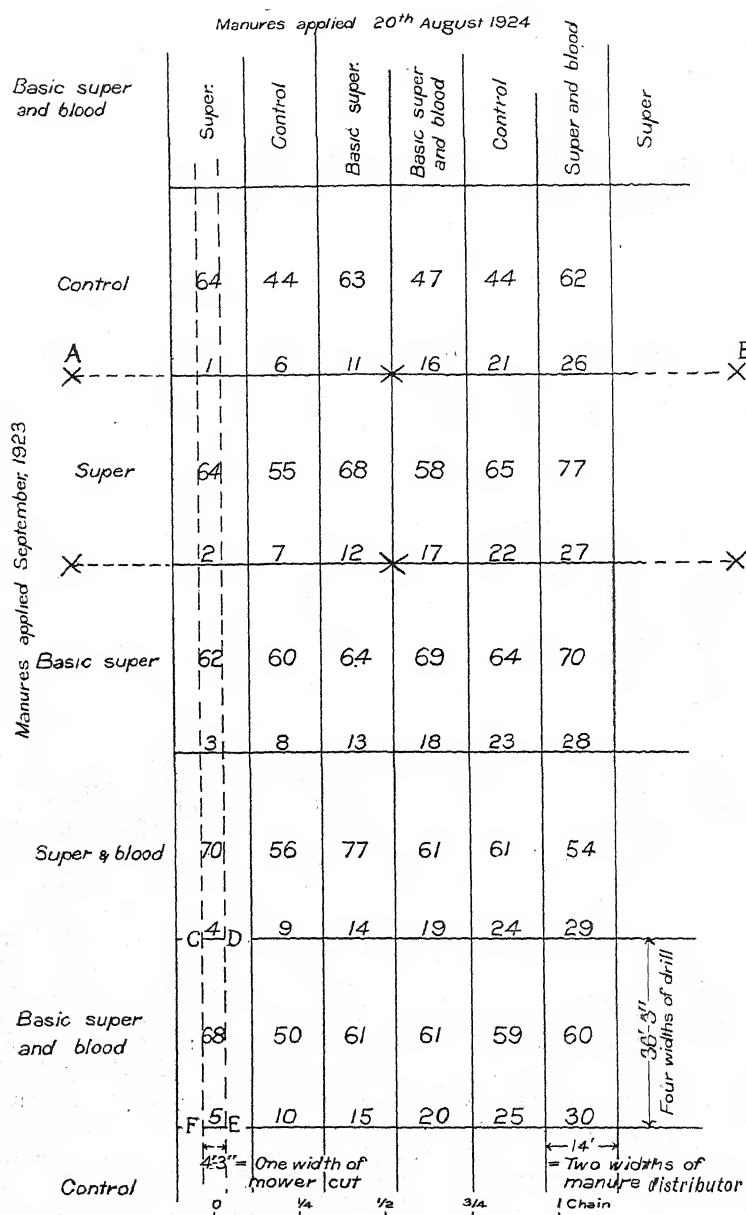 Manures applied 20th August 1924
Basic super
and blood
Super.
Control
Basic super.
Basic super
and blood
Control
Super and blood
Super
Manures applied September, 1923
Control
64 44 63 47 44 62
A
B
1 6 11 16 21 26
Super
64 55 68 58 65 77
2 7 12 17 22 27
Basic super
62 60 64 69 64 70
3 8 13 18 23 28
Super & blood
70 56 77 61 61 54
C 4 D 9 14 19 24 29
Basic super
and blood
68 50 61 61 59 60
36'-3"
Four widths of drill
F 5 E 10 15 20 25 30
4'3" = One width of
mower cut
14'
= Two widths of
manure distributor
Control
0 1/4 1/2 3/4 1 Chain